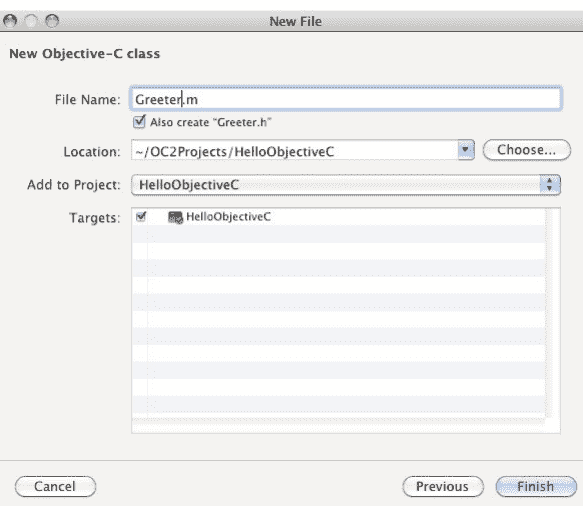 New File
New Objective-C class
File Name: Greeter.m
Also create "Greeter.h"
Location: ~/OC2Projects/HelloObjectiveC Choose...
Add to Project: HelloObjectiveC
Targets: HelloObjectiveC
Cancel Previous Finish